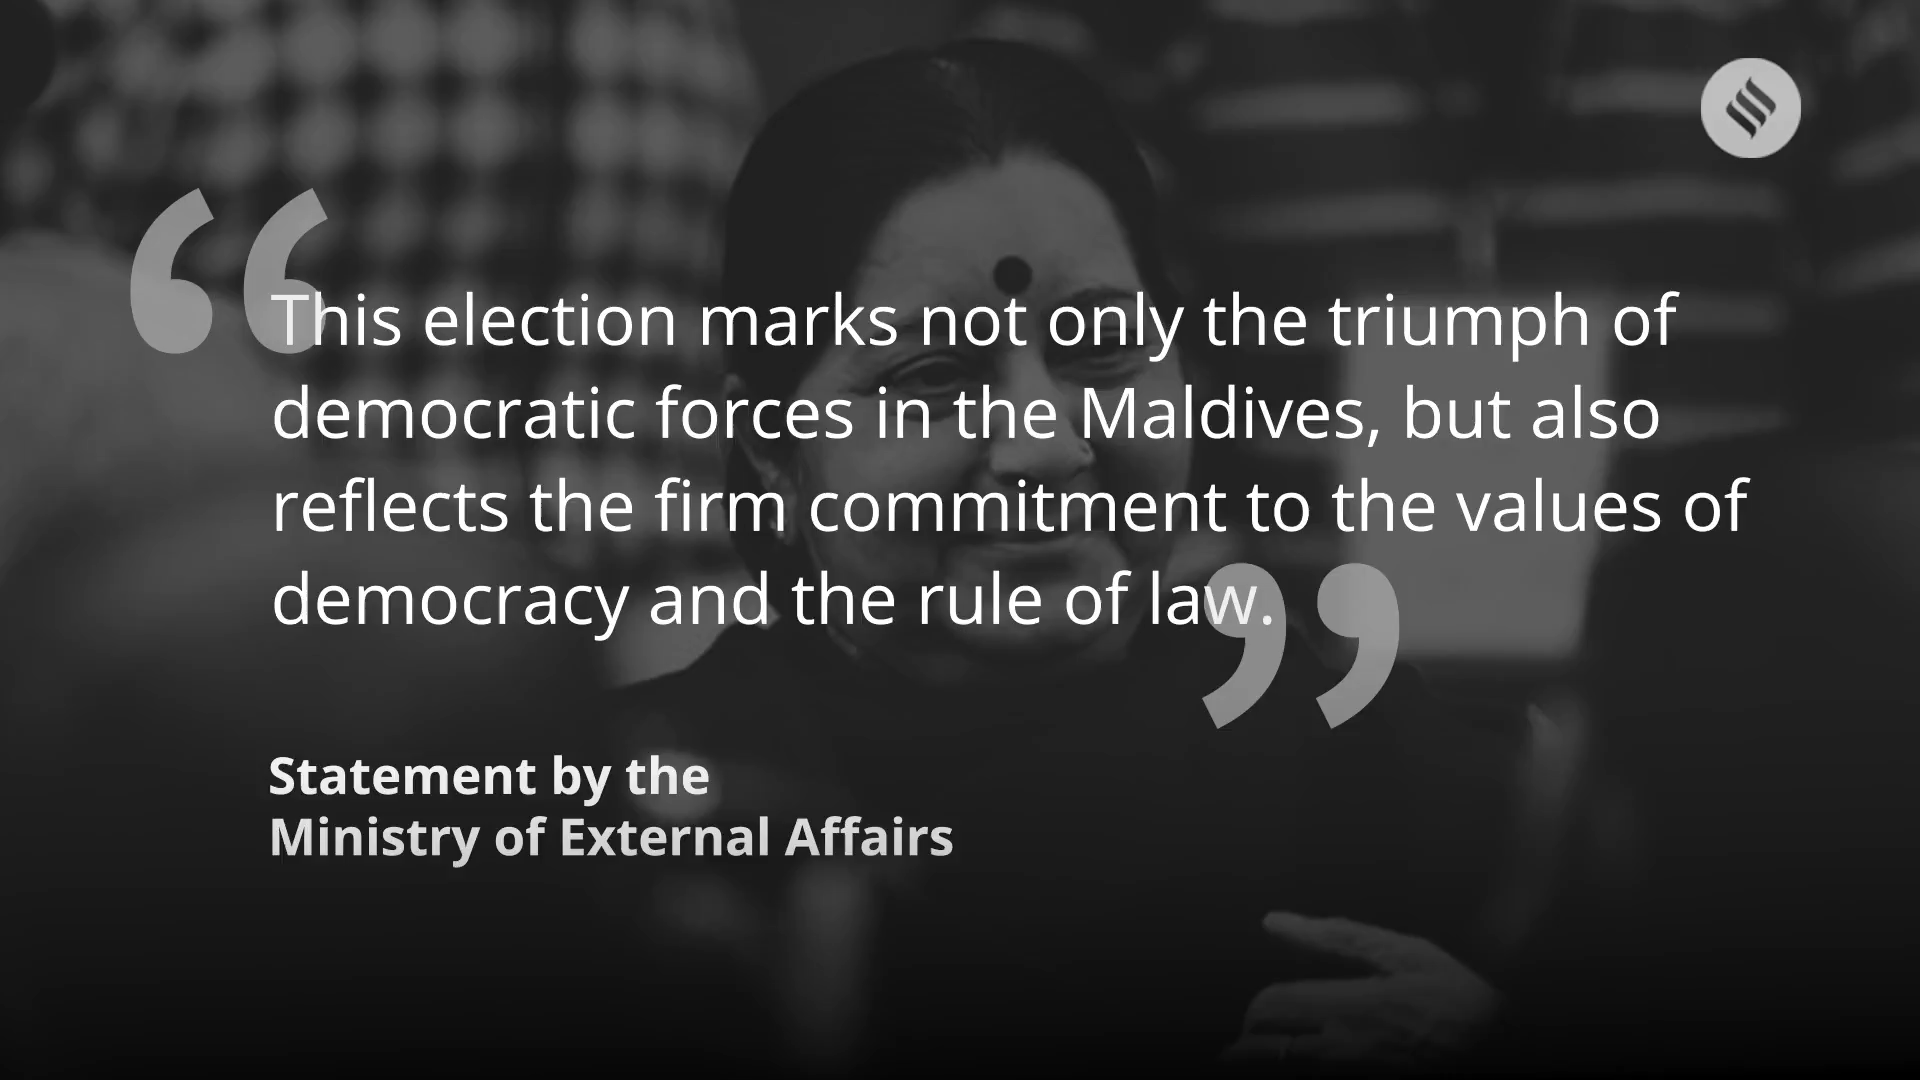 “This election marks not only the triumph of
democratic forces in the Maldives, but also
reflects the firm commitment to the values of
democracy and the rule of law.”
Statement by the
Ministry of External Affairs